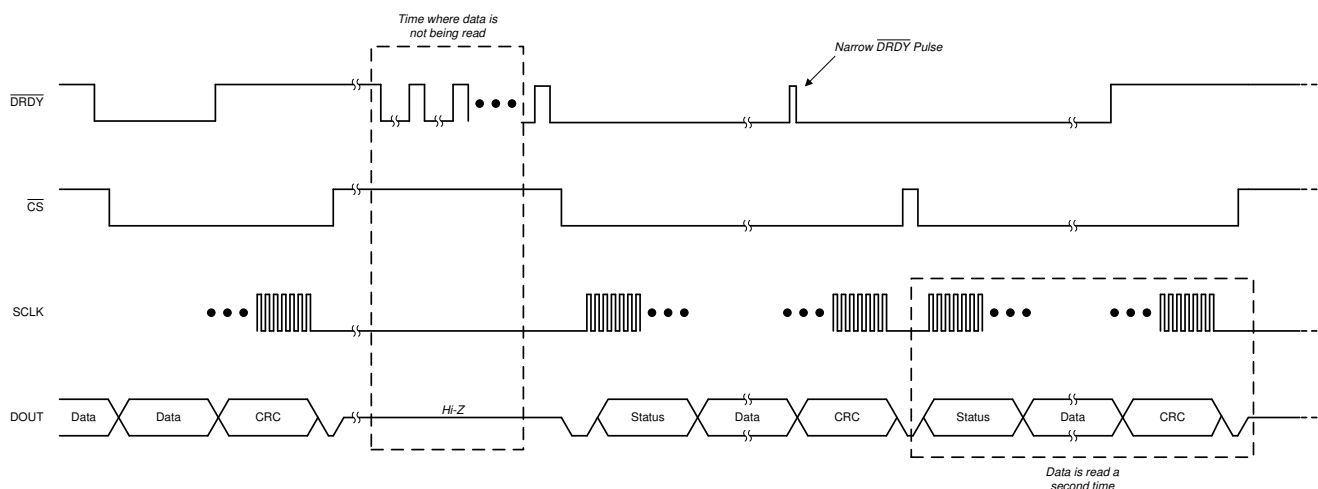 Time where data is
not being read
Narrow DRDY Pulse
DRDY
CS
SCLK
DOUT
Data
Data
CRC
Hi-Z
Status
Data
CRC
Status
Data
CRC
Data is read a
second time